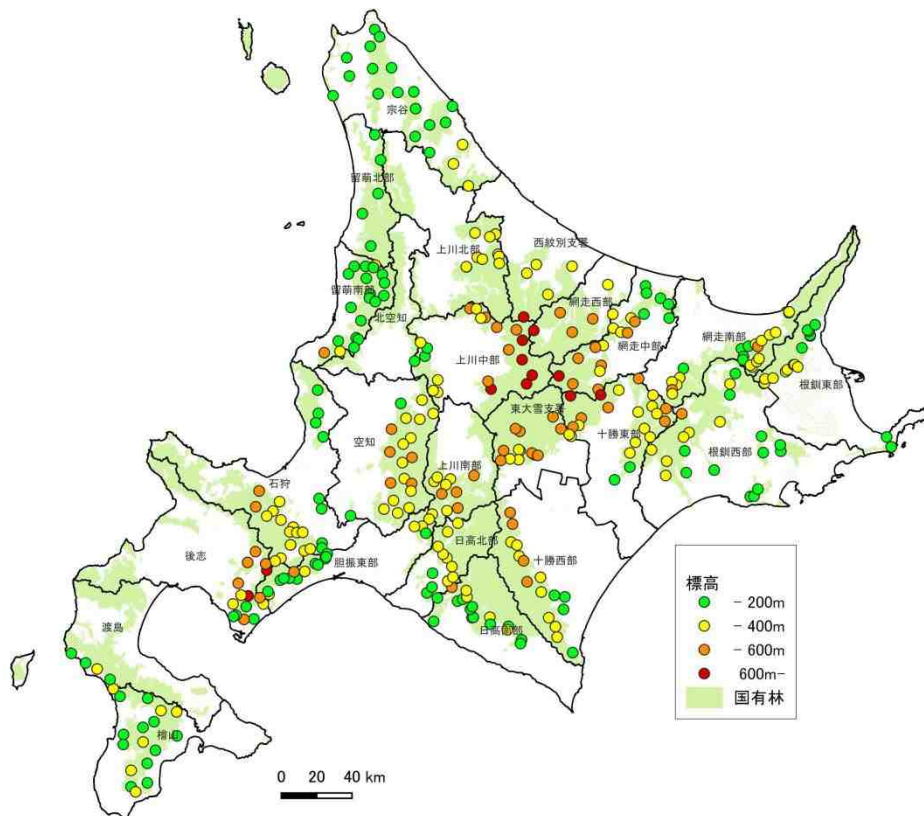 宗谷
留萌北部
上川北部
西紋別支署
網走西部
留萌南部
北空知
網走中部
網走南部
上川中部
根釧東部
東大雪支署
十勝東部
空知
根釧西部
上川南部
石狩
後志
胆振東部
日高北部
十勝西部
渡島
日高南部
檜山
標高
- 200m
- 400m
- 600m
600m-
国有林
0 20 40 km